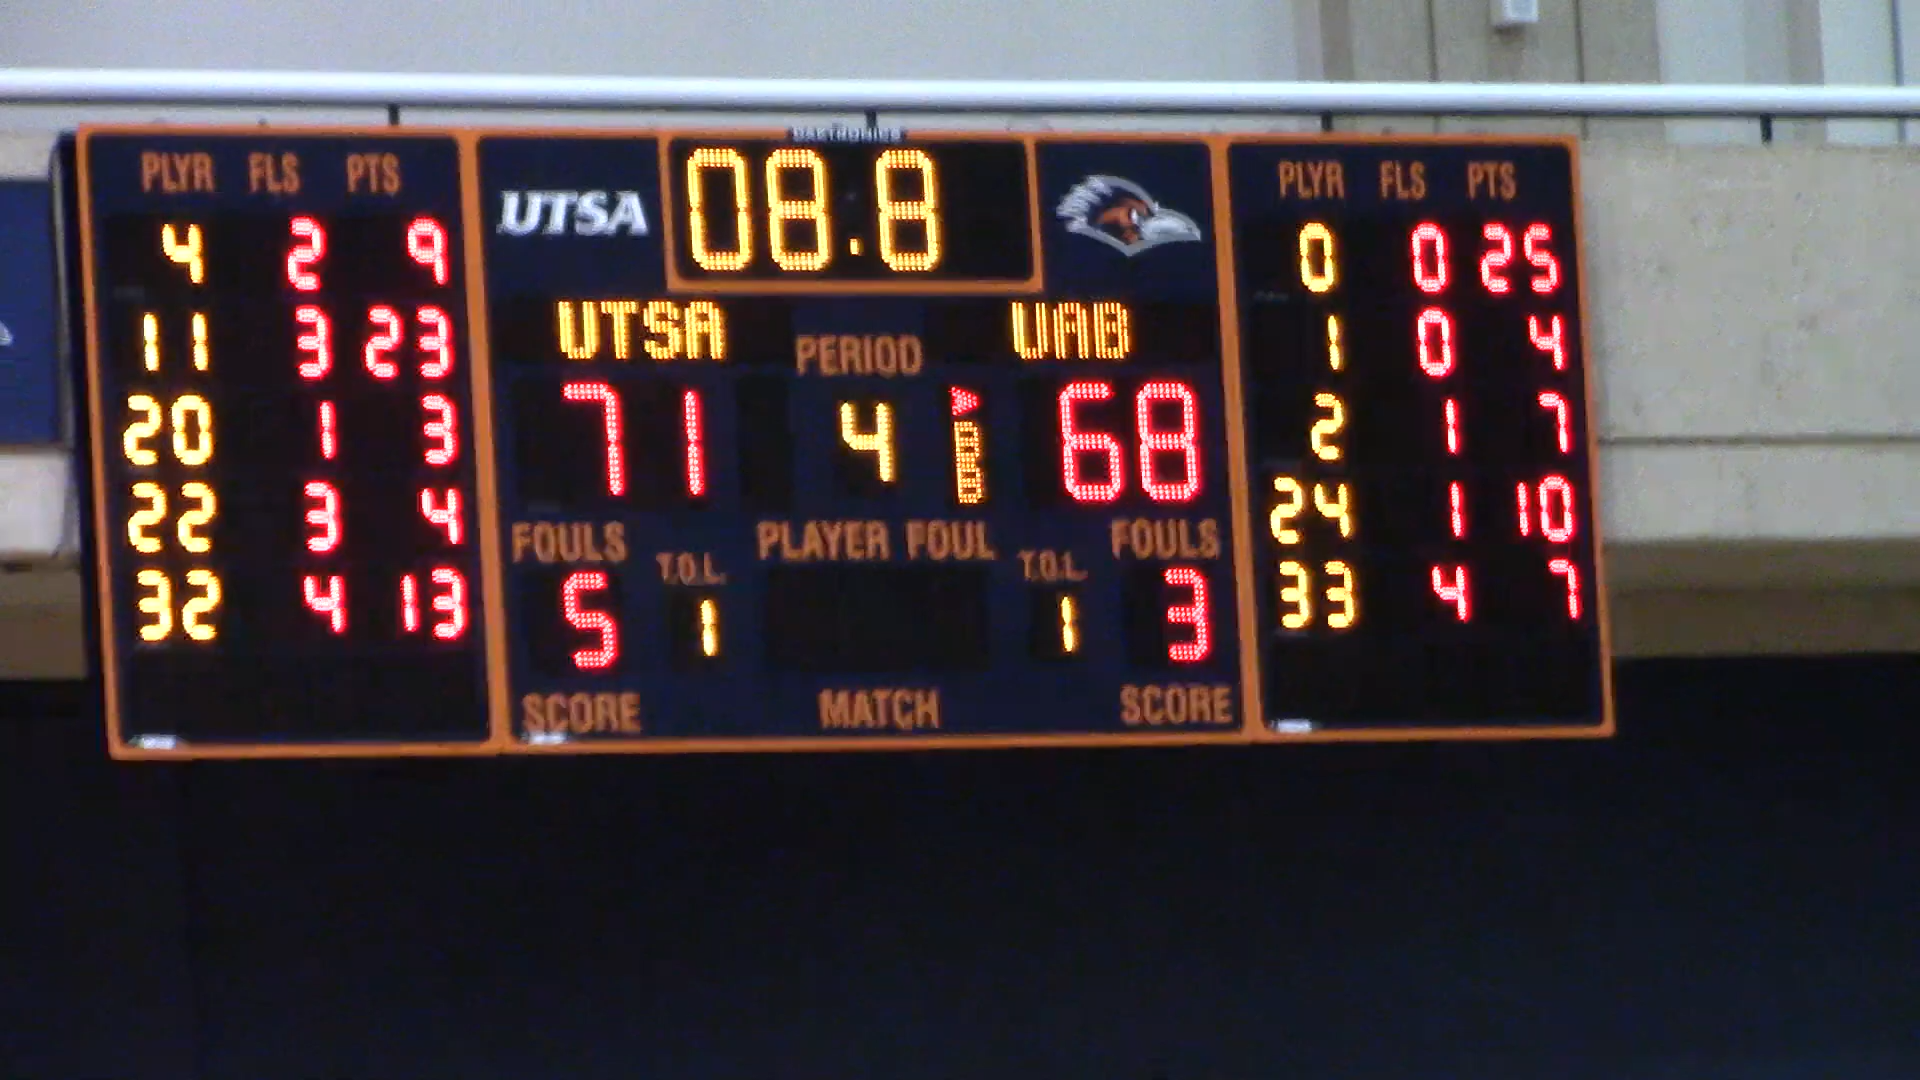 DAKTRONICS
PLYR FLS PTS
4 2 9
11 3 23
20 1 3
22 3 4
32 4 13
UTSA
08.8
UTSA
UAB
PERIOD
71
4
68
FOULS
PLAYER FOUL
FOULS
T.O.L.
T.O.L.
5
1
1
3
SCORE
MATCH
SCORE
PLYR FLS PTS
0 0 25
1 0 4
2 1 7
24 1 10
33 4 7